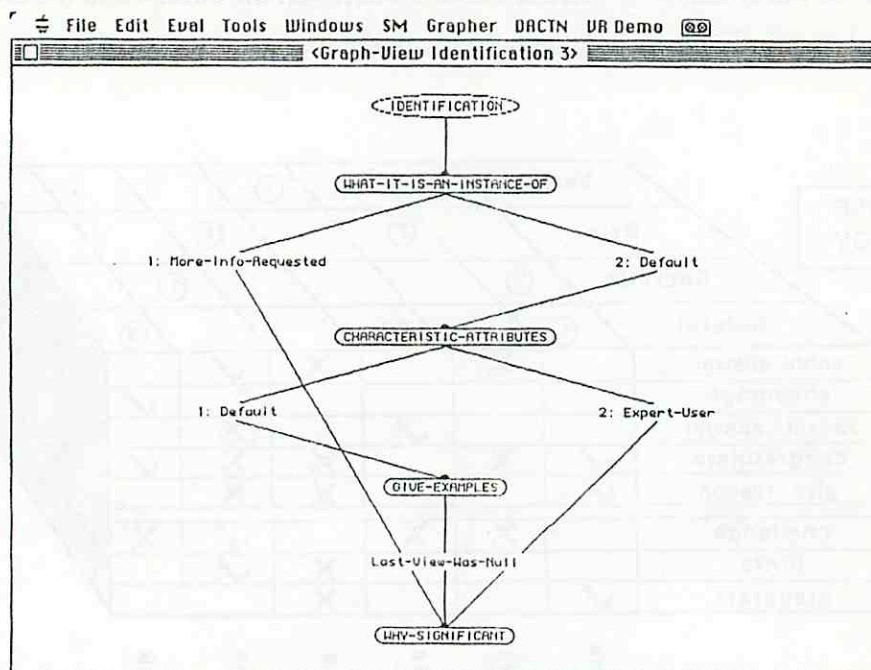 File Edit Eval Tools Windows SM Grapher DACTN VR Demo
<Graph-View Identification 3>
IDENTIFICATION
WHAT-IT-IS-AN-INSTANCE-OF
1: More-Info-Requested
2: Default
CHARACTERISTIC-ATTRIBUTES
1: Default
2: Expert-User
GIVE-EXAMPLES
Last-View-Was-Null
WHY-SIGNIFICANT